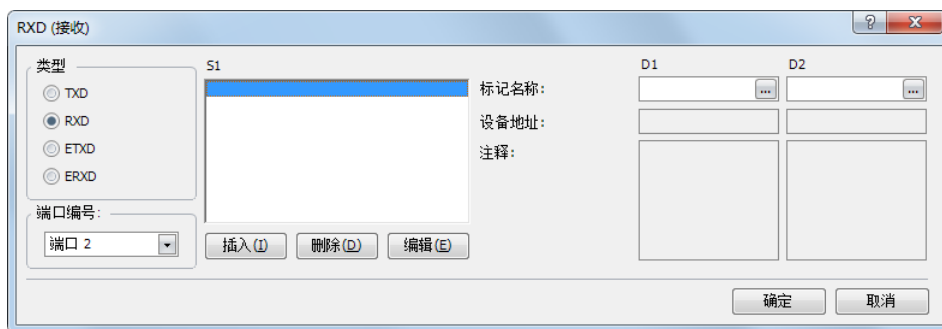 RXD (接收)
类型
TXD
RXD
ETXD
ERXD
端口编号:
端口 2
S1
插入(I) 删除(D) 编辑(E)
D1 D2
标记名称: ... ...
设备地址:
注释:
确定 取消